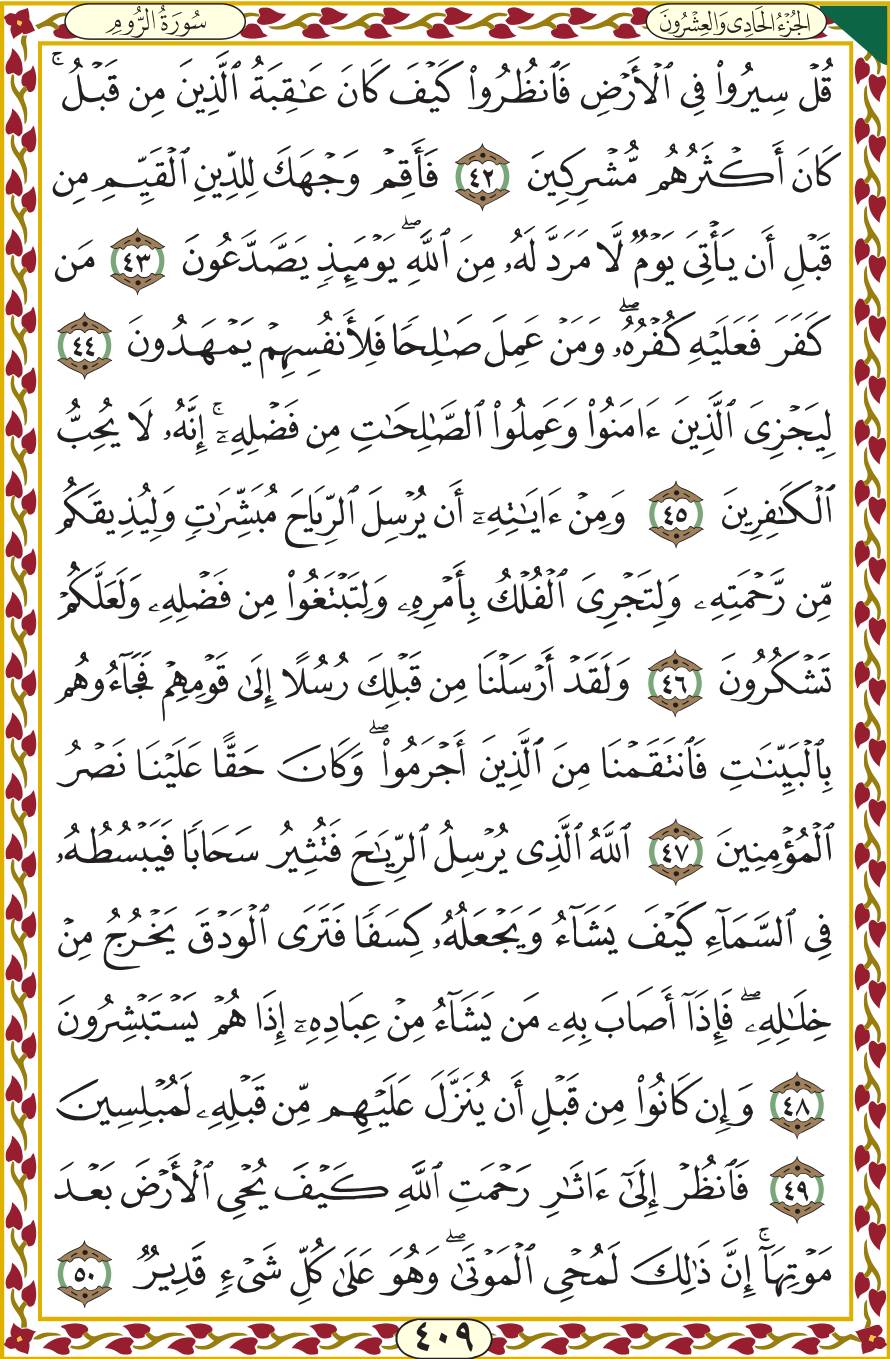 الجُزْءُ الحَادِى وَالعِشْرُونَ
سُورَةُ الرُّومِ
قُلْ سِيرُوا۟ فِى ٱلْأَرْضِ فَٱنظُرُوا۟ كَيْفَ كَانَ عَـٰقِبَةُ ٱلَّذِينَ مِن قَبْلُ ۚ
كَانَ أَكْثَرُهُم مُّشْرِكِينَ ٤٢ فَأَقِمْ وَجْهَكَ لِلدِّينِ ٱلْقَيِّمِ مِن
قَبْلِ أَن يَأْتِىَ يَوْمٌ لَّا مَرَدَّ لَهُۥ مِنَ ٱللَّهِ ۖ يَوْمَئِذٍ يَصَّدَّعُونَ ٤٣ مَن
كَفَرَ فَعَلَيْهِ كُفْرُهُۥ ۖ وَمَنْ عَمِلَ صَـٰلِحًا فَلِأَنفُسِهِمْ يَمْهَدُونَ ٤٤
لِيَجْزِىَ ٱلَّذِينَ ءَامَنُوا۟ وَعَمِلُوا۟ ٱلصَّـٰلِحَـٰتِ مِن فَضْلِهِۦٓ ۚ إِنَّهُۥ لَا يُحِبُّ
ٱلْكَـٰفِرِينَ ٤٥ وَمِنْ ءَايَـٰتِهِۦٓ أَن يُرْسِلَ ٱلرِّيَاحَ مُبَشِّرَٰتٍ وَلِيُذِيقَكُم
مِّن رَّحْمَتِهِۦ وَلِتَجْرِىَ ٱلْفُلْكُ بِأَمْرِهِۦ وَلِتَبْتَغُوا۟ مِن فَضْلِهِۦ وَلَعَلَّكُمْ
تَشْكُرُونَ ٤٦ وَلَقَدْ أَرْسَلْنَا مِن قَبْلِكَ رُسُلًا إِلَىٰ قَوْمِهِمْ فَجَآءُوهُم
بِٱلْبَيِّنَـٰتِ فَٱنتَقَمْنَا مِنَ ٱلَّذِينَ أَجْرَمُوا۟ ۖ وَكَانَ حَقًّا عَلَيْنَا نَصْرُ
ٱلْمُؤْمِنِينَ ٤٧ ٱللَّهُ ٱلَّذِى يُرْسِلُ ٱلرِّيَـٰحَ فَتُثِيرُ سَحَابًا فَيَبْسُطُهُۥ
فِى ٱلسَّمَآءِ كَيْفَ يَشَآءُ وَيَجْعَلُهُۥ كِسَفًا فَتَرَى ٱلْوَدْقَ يَخْرُجُ مِنْ
خِلَـٰلِهِۦ ۖ فَإِذَآ أَصَابَ بِهِۦ مَن يَشَآءُ مِنْ عِبَادِهِۦٓ إِذَا هُمْ يَسْتَبْشِرُونَ
٤٨ وَإِن كَانُوا۟ مِن قَبْلِ أَن يُنَزَّلَ عَلَيْهِم مِّن قَبْلِهِۦ لَمُبْلِسِينَ
٤٩ فَٱنظُرْ إِلَىٰٓ ءَاثَـٰرِ رَحْمَتِ ٱللَّهِ كَيْفَ يُحْىِ ٱلْأَرْضَ بَعْدَ
مَوْتِهَآ ۚ إِنَّ ذَٰلِكَ لَمُحْىِ ٱلْمَوْتَىٰ ۖ وَهُوَ عَلَىٰ كُلِّ شَىْءٍ قَدِيرٌ ٥٠
٤٠٩